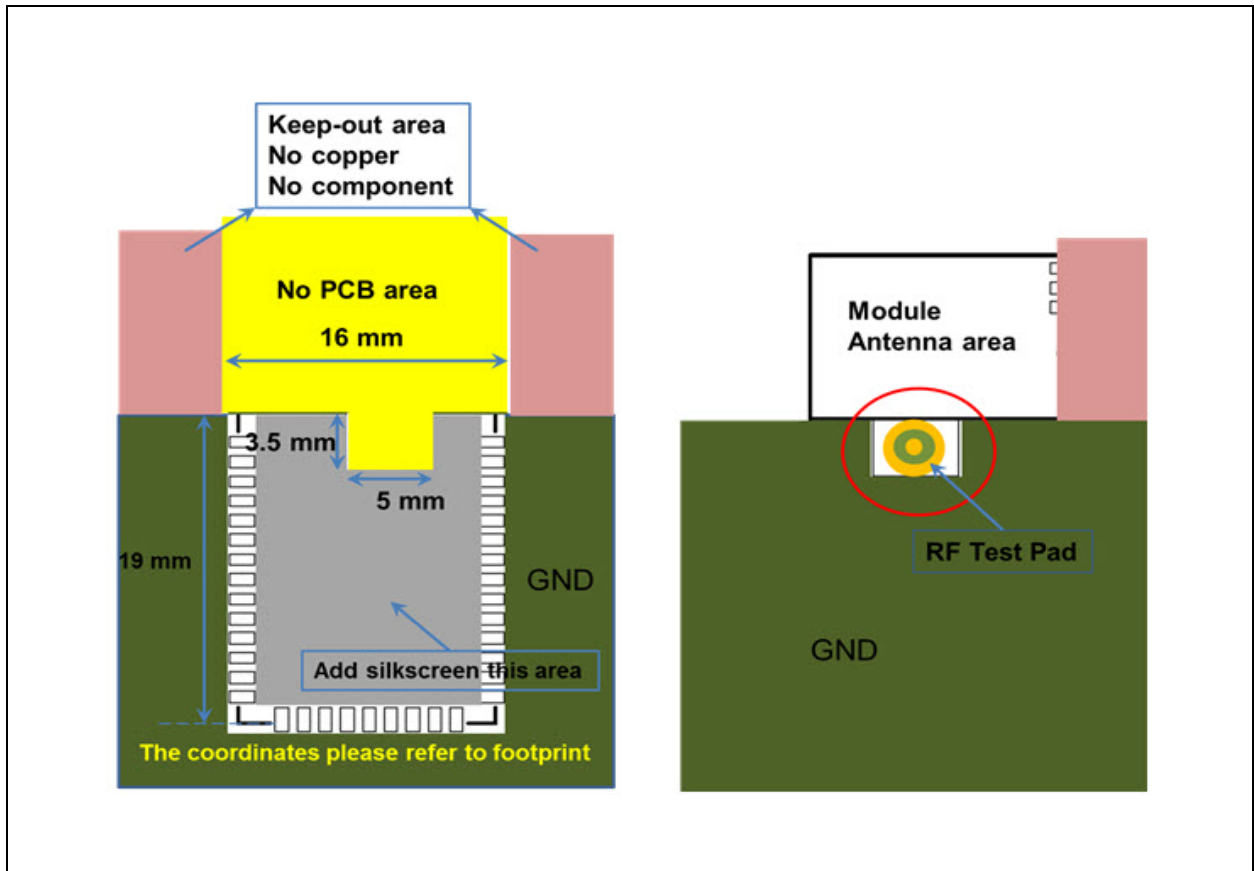 Keep-out area
No copper
No component
No PCB area
16 mm
3.5 mm
5 mm
19 mm
GND
Add silkscreen this area
The coordinates please refer to footprint
Module
Antenna area
RF Test Pad
GND